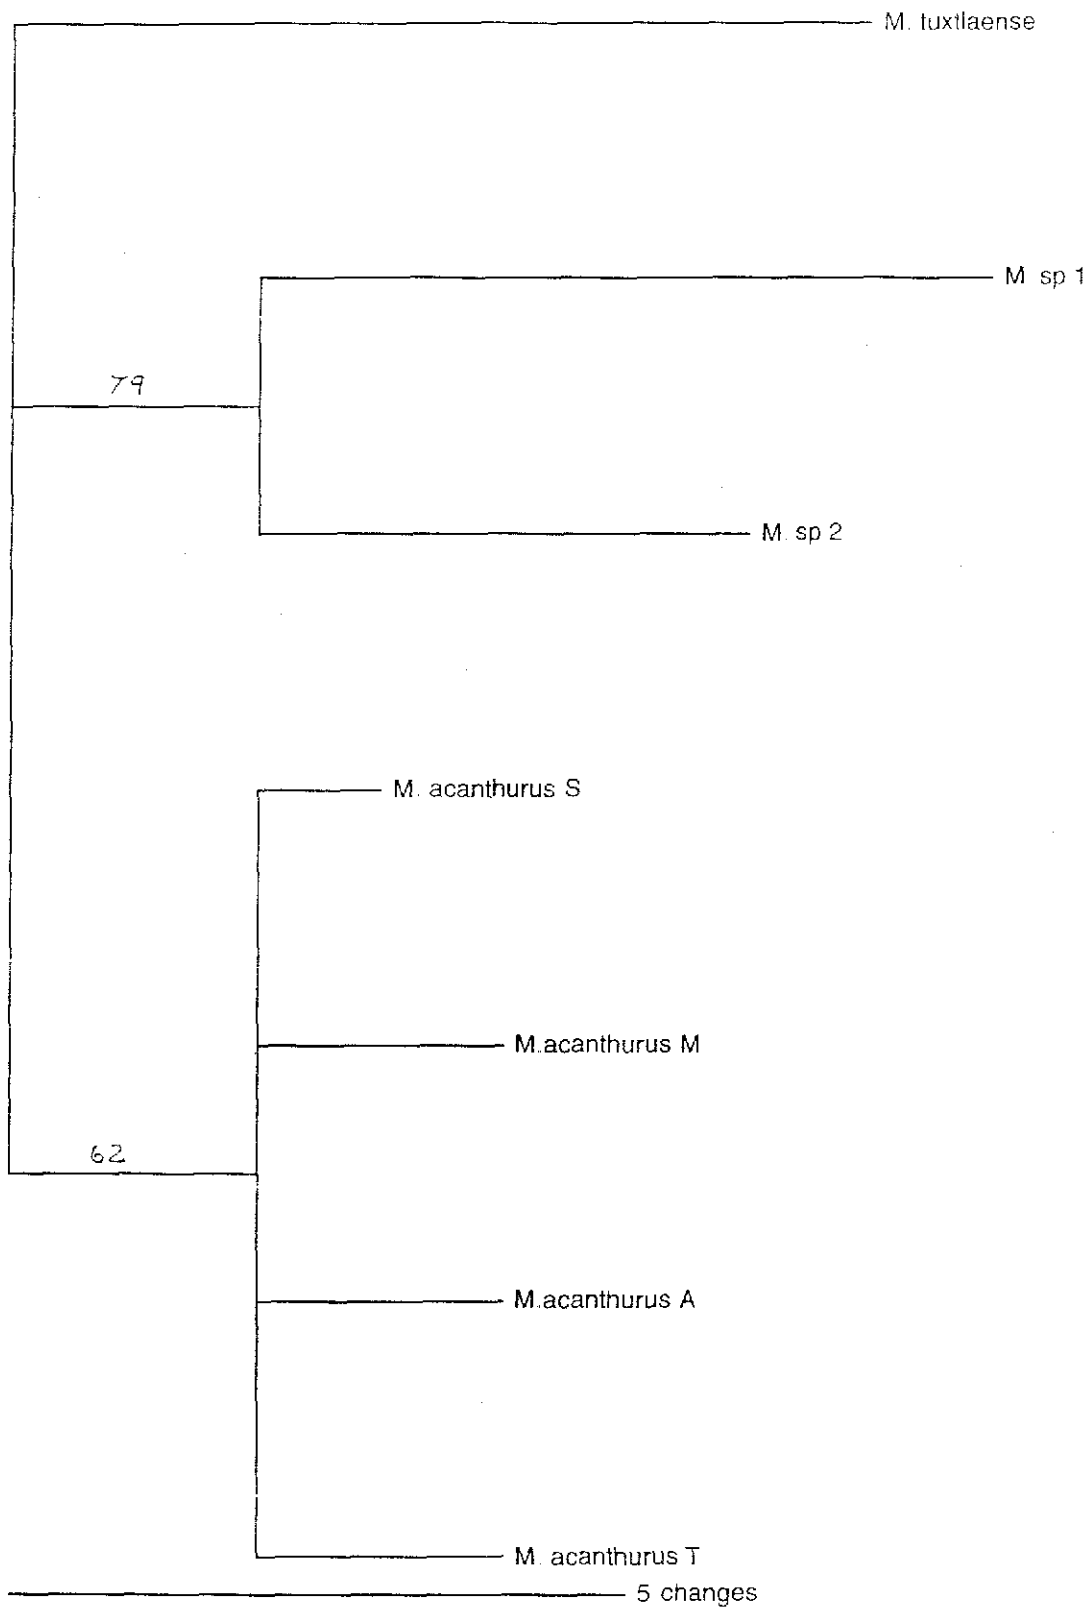 M. tuxtlaense
M sp 1
79
M. sp 2
M. acanthurus S
M.acanthurus M
62
M.acanthurus A
M. acanthurus T
5 changes